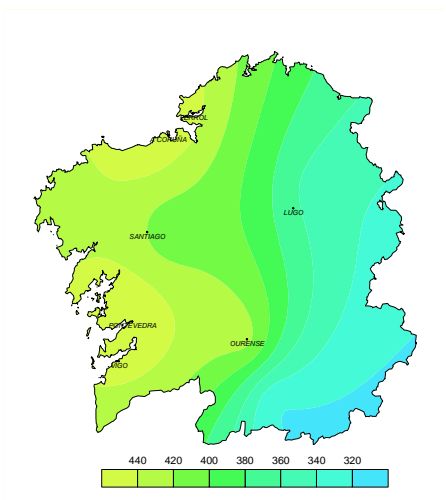 FERROL
A CORUÑA
LUGO
SANTIAGO
PONTEVEDRA
OURENSE
VIGO
440 420 400 380 360 340 320